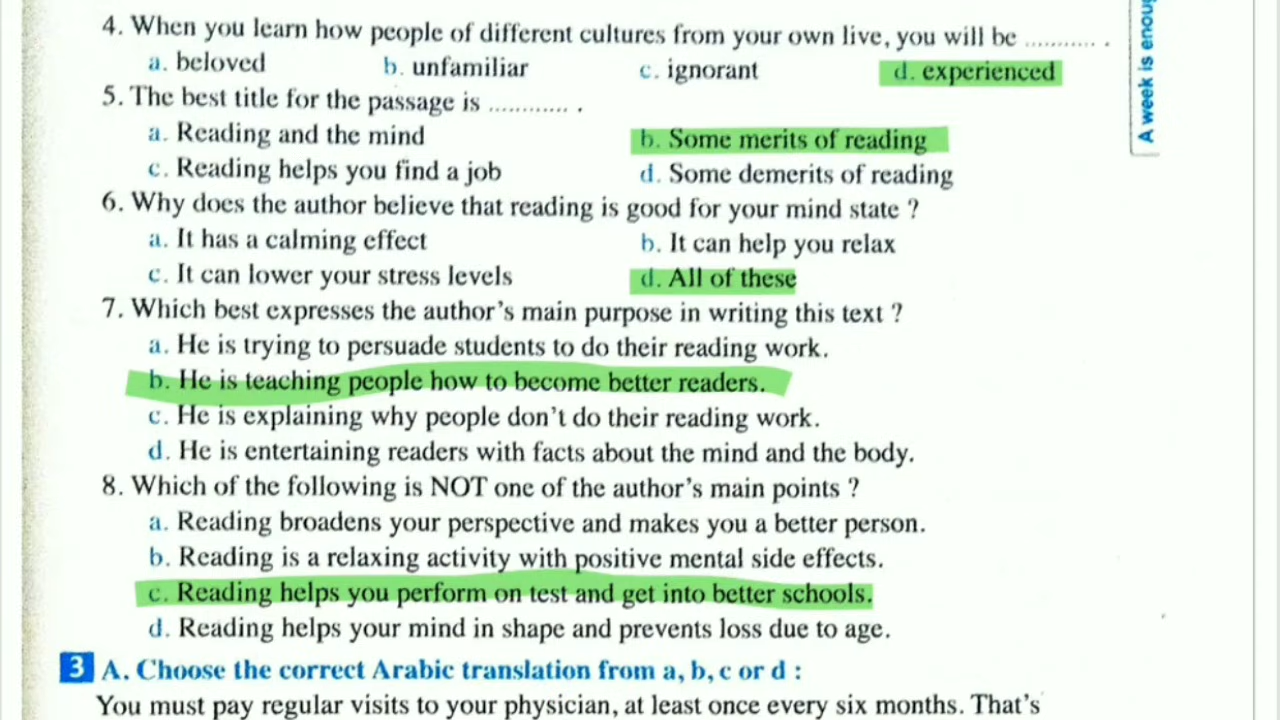 4. When you learn how people of different cultures from your own live, you will be ............ .
a. beloved b. unfamiliar c. ignorant d. experienced
5. The best title for the passage is ............ .
a. Reading and the mind b. Some merits of reading
c. Reading helps you find a job d. Some demerits of reading
6. Why does the author believe that reading is good for your mind state ?
a. It has a calming effect b. It can help you relax
c. It can lower your stress levels d. All of these
7. Which best expresses the author's main purpose in writing this text ?
a. He is trying to persuade students to do their reading work.
b. He is teaching people how to become better readers.
c. He is explaining why people don't do their reading work.
d. He is entertaining readers with facts about the mind and the body.
8. Which of the following is NOT one of the author's main points ?
a. Reading broadens your perspective and makes you a better person.
b. Reading is a relaxing activity with positive mental side effects.
c. Reading helps you perform on test and get into better schools.
d. Reading helps your mind in shape and prevents loss due to age.
3 A. Choose the correct Arabic translation from a, b, c or d :
You must pay regular visits to your physician, at least once every six months. That's
A week is